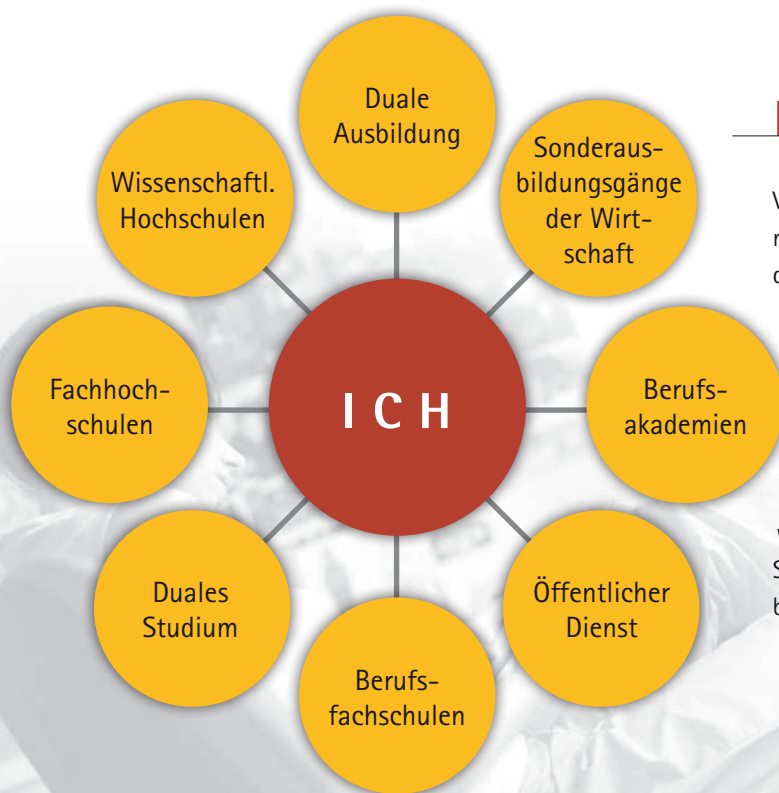 Duale
Ausbildung
Sonderaus-
bildungsgänge
der Wirt-
schaft
Berufs-
akademien
Öffentlicher
Dienst
Berufs-
fachschulen
Duales
Studium
Fachhoch-
schulen
Wissenschaftl.
Hochschulen
I C H